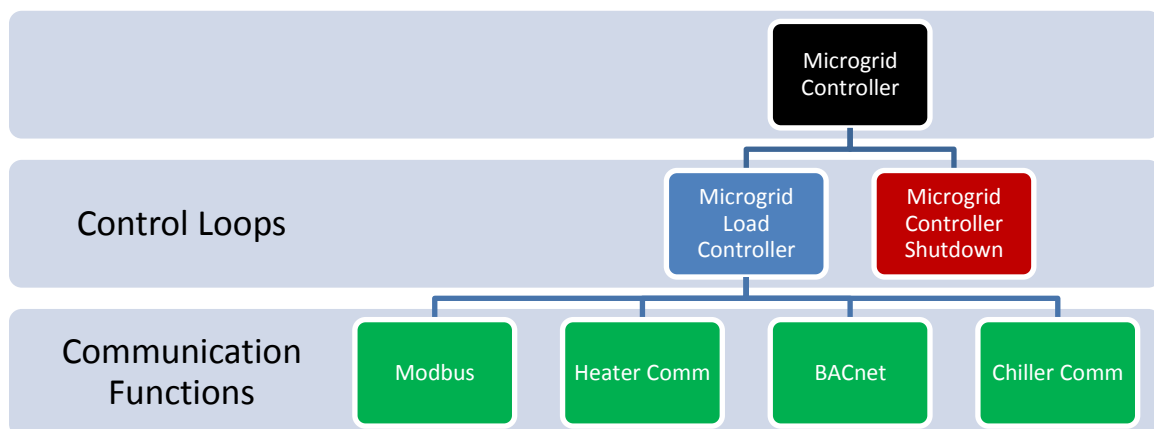 Microgrid
Controller
Control Loops
Microgrid
Load
Controller
Microgrid
Controller
Shutdown
Communication
Functions
Modbus
Heater Comm
BACnet
Chiller Comm